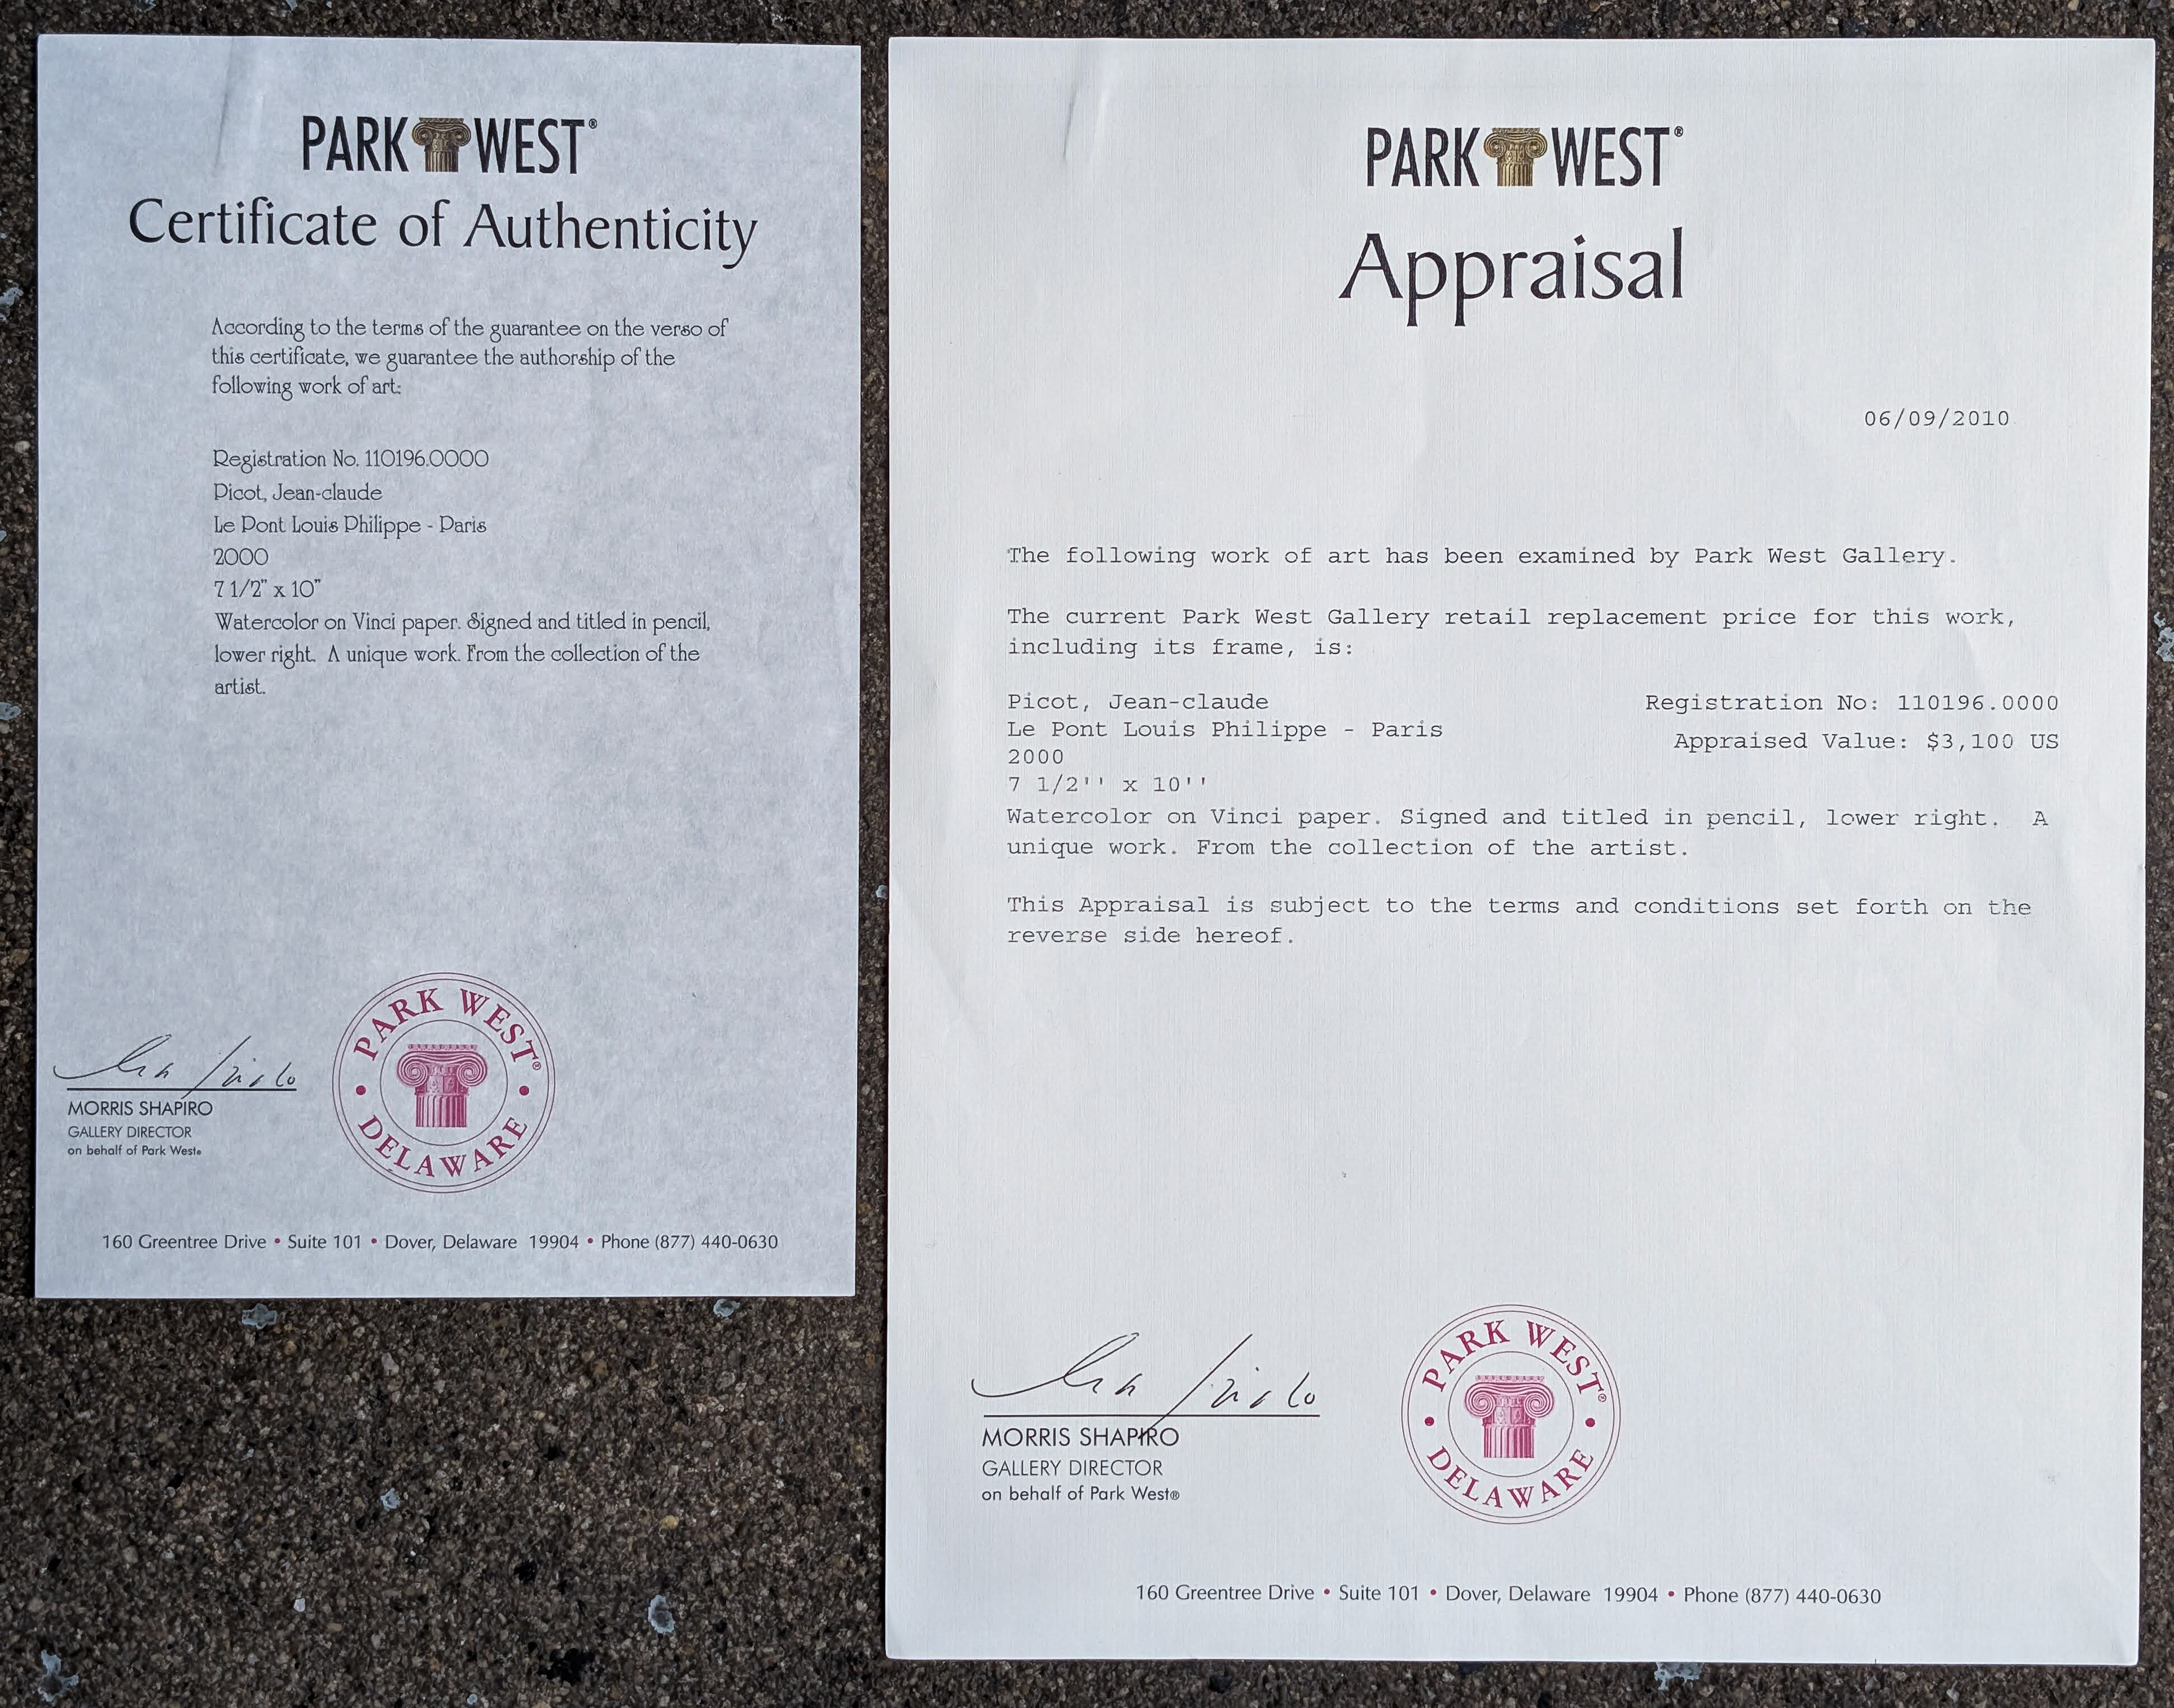 PARK WEST®
Certificate of Authenticity
According to the terms of the guarantee on the verso of
this certificate, we guarantee the authorship of the
following work of art:
Registration No. 110196.0000
Picot, Jean-claude
Le Pont Louis Philippe - Paris
2000
7 1/2" x 10"
Watercolor on Vinci paper. Signed and titled in pencil,
lower right.  A unique work. From the collection of the
artist.
MORRIS SHAPIRO
GALLERY DIRECTOR
on behalf of Park West®
PARK WEST®
• DELAWARE •
160 Greentree Drive • Suite 101 • Dover, Delaware  19904 • Phone (877) 440-0630
PARK WEST®
Appraisal
06/09/2010
The following work of art has been examined by Park West Gallery.
The current Park West Gallery retail replacement price for this work,
including its frame, is:
Picot, Jean-claude
Registration No: 110196.0000
Le Pont Louis Philippe - Paris
Appraised Value: $3,100 US
2000
7 1/2'' x 10''
Watercolor on Vinci paper. Signed and titled in pencil, lower right.  A
unique work. From the collection of the artist.
This Appraisal is subject to the terms and conditions set forth on the
reverse side hereof.
MORRIS SHAPIRO
GALLERY DIRECTOR
on behalf of Park West®
PARK WEST®
• DELAWARE •
160 Greentree Drive • Suite 101 • Dover, Delaware  19904 • Phone (877) 440-0630